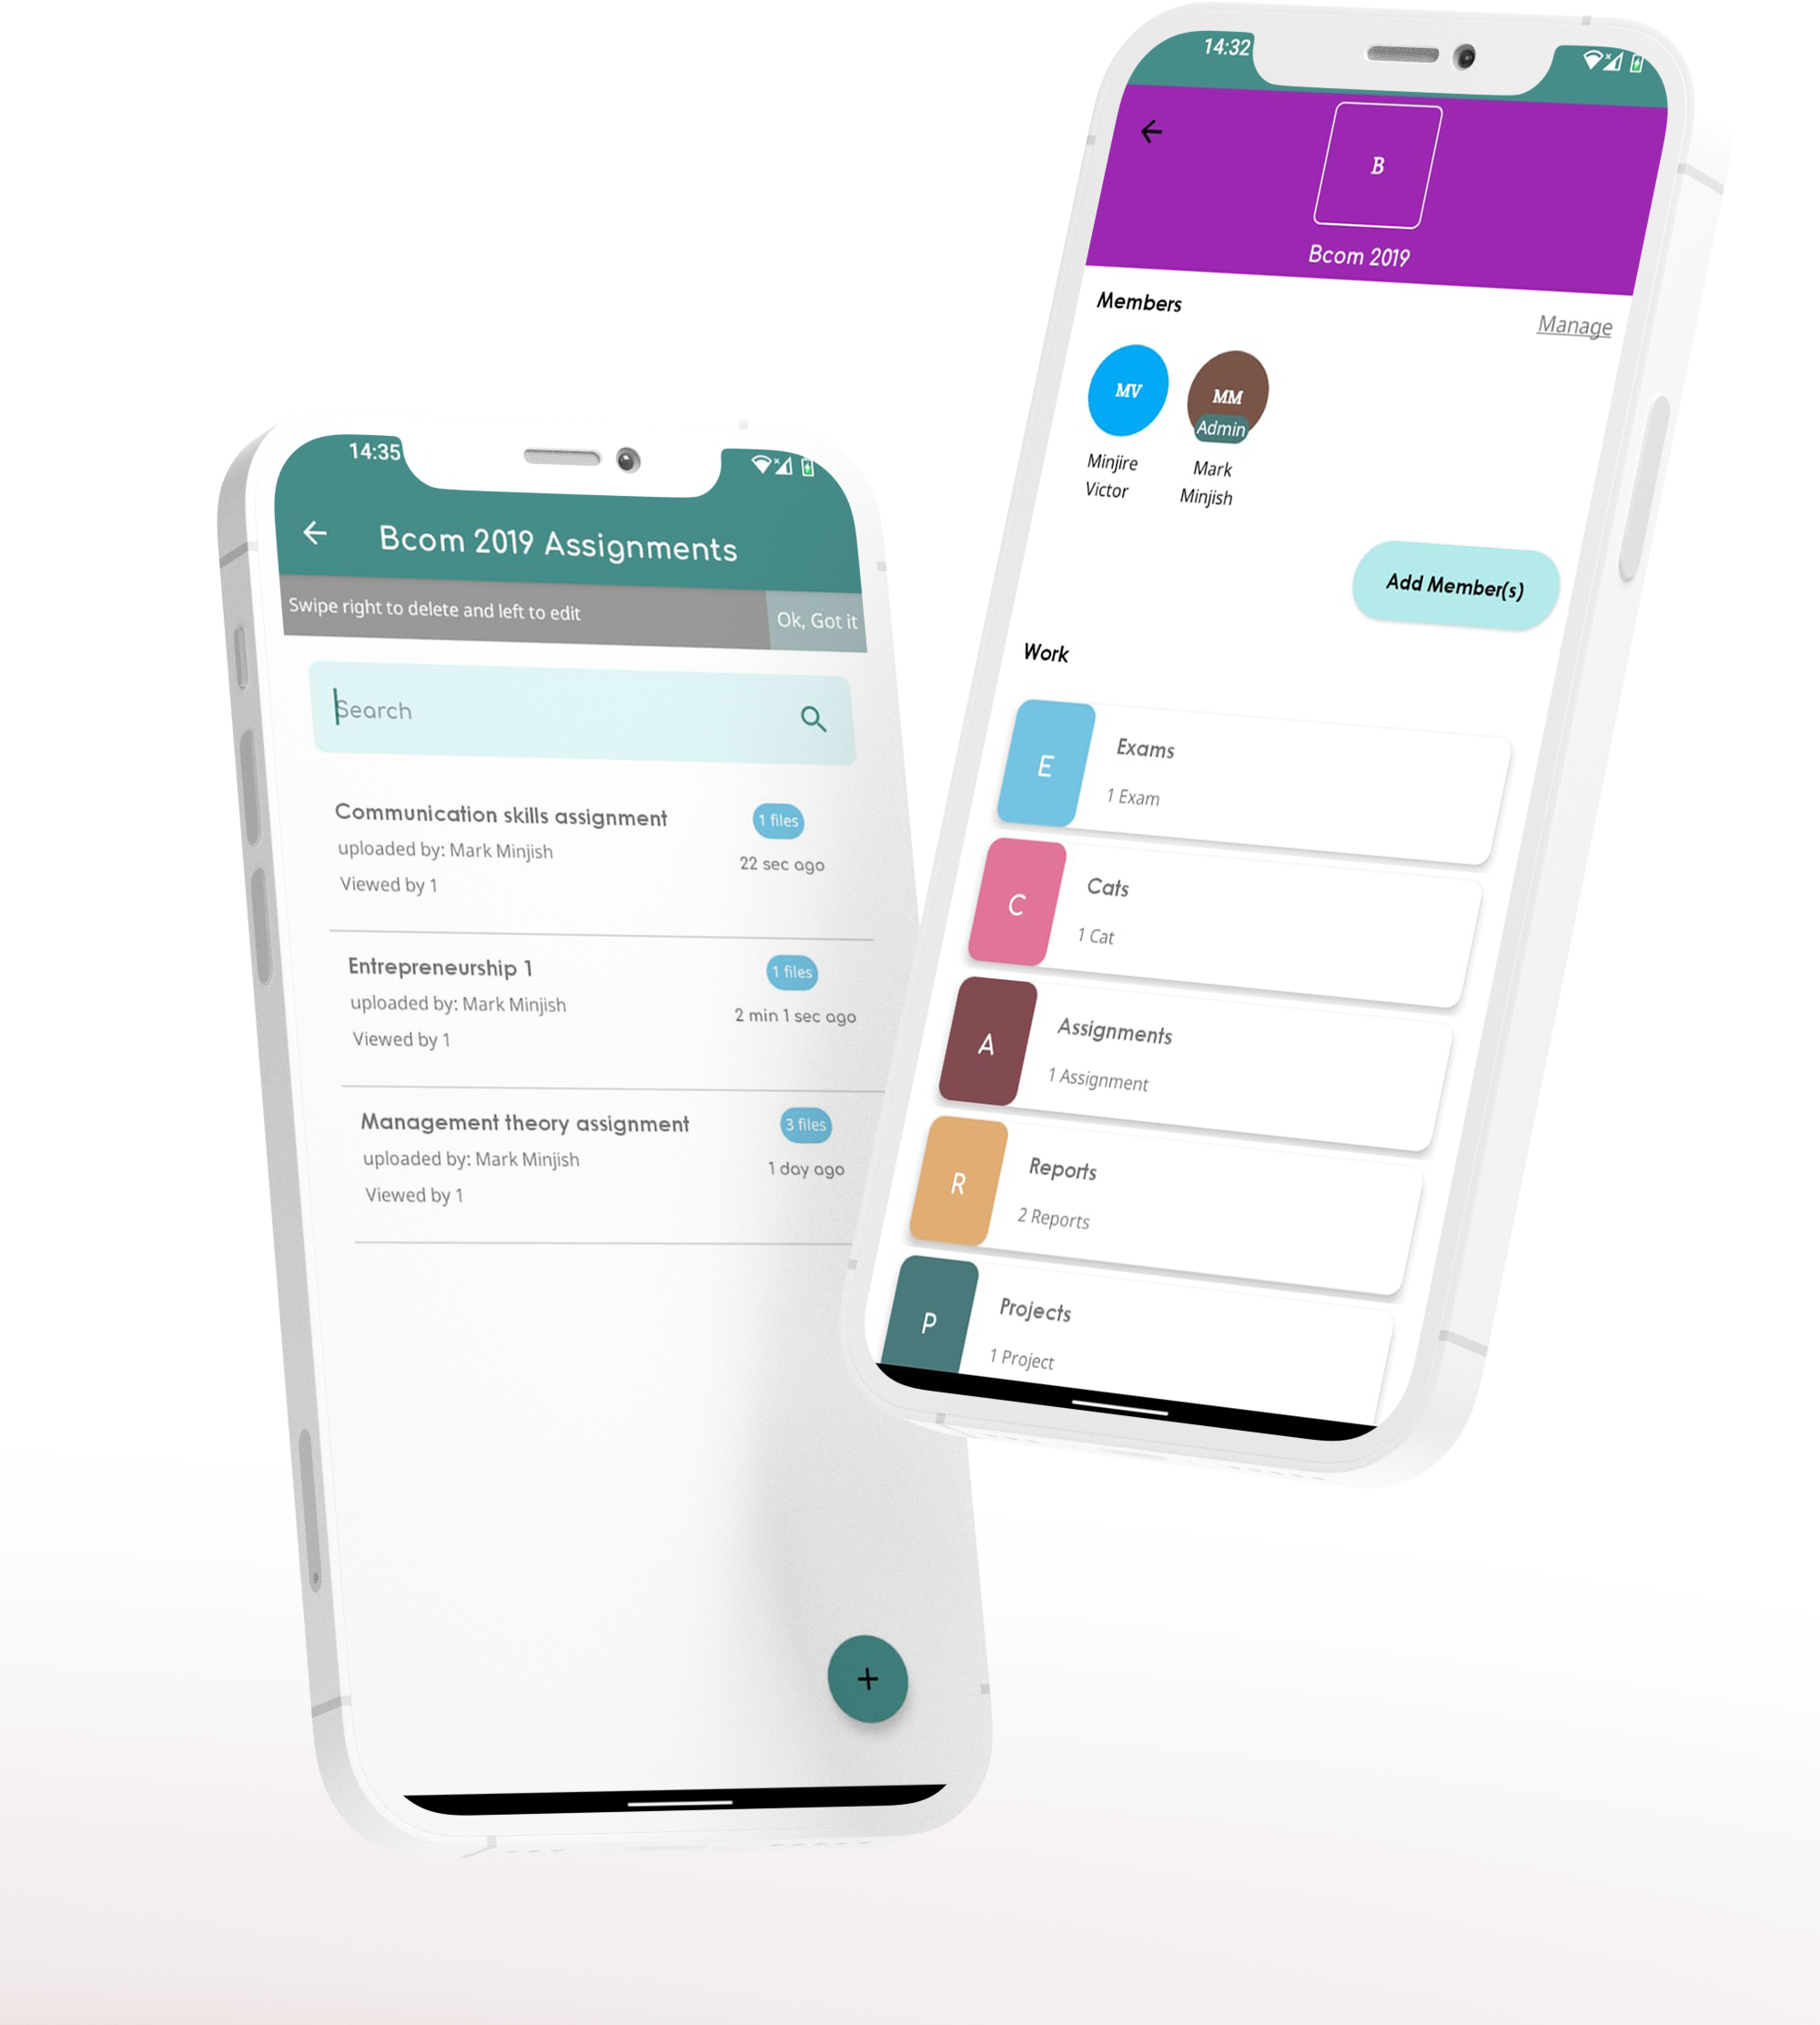 14:35
Bcom 2019 Assignments
Swipe right to delete and left to edit
Ok, Got it
Search
Communication skills assignment
1 files
uploaded by: Mark Minjish
22 sec ago
Viewed by 1
Entrepreneurship 1
1 files
uploaded by: Mark Minjish
2 min 1 sec ago
Viewed by 1
Management theory assignment
3 files
uploaded by: Mark Minjish
1 day ago
Viewed by 1
+
14:32
B
Bcom 2019
Members
Manage
MV
MM
Admin
Minjire
Victor
Mark
Minjish
Add Member(s)
Work
E
Exams
1 Exam
C
Cats
1 Cat
A
Assignments
1 Assignment
R
Reports
2 Reports
P
Projects
1 Project